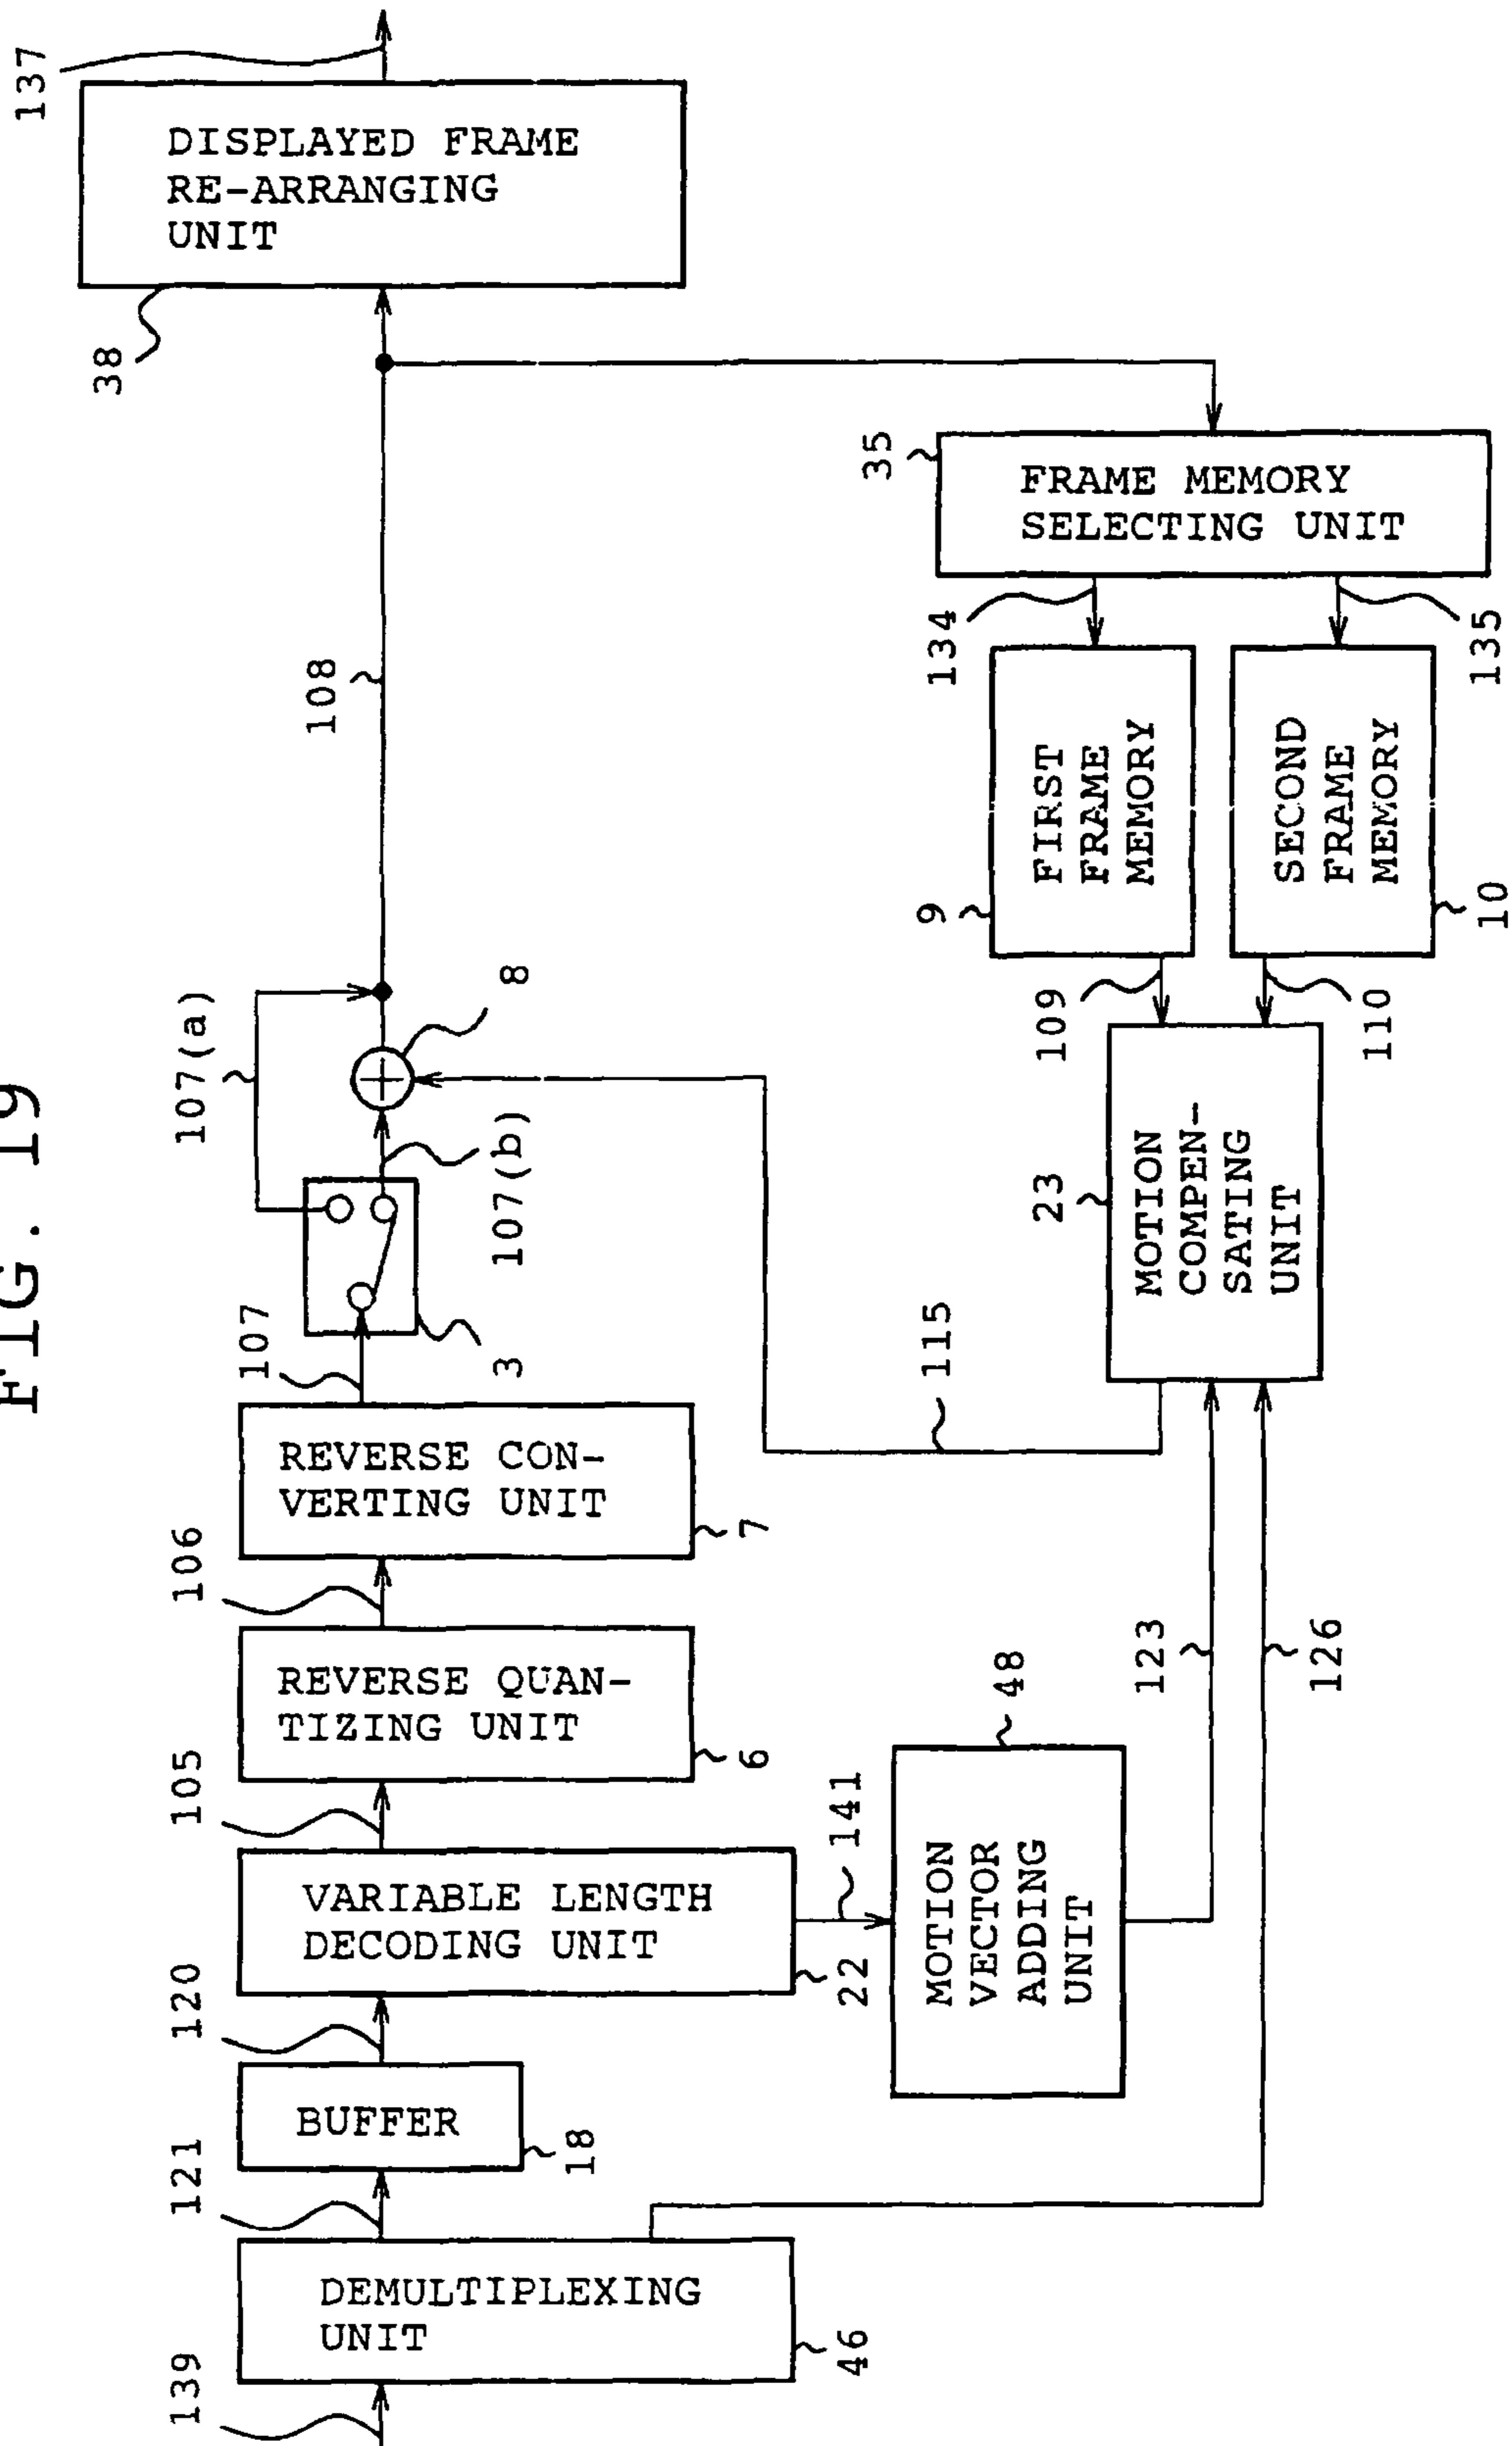 FIG. 19
139
DEMULTIPLEXING
UNIT
46
121
BUFFER
18
120
VARIABLE LENGTH
DECODING UNIT
22
105
REVERSE QUAN-
TIZING UNIT
6
106
REVERSE CON-
VERTING UNIT
7
107
3
107(a)
107(b)
8
108
38
DISPLAYED FRAME
RE-ARRANGING
UNIT
137
141
MOTION
VECTOR
ADDING
UNIT
48
123
126
115
23
MOTION
COMPEN-
SATING
UNIT
109
110
9
FIRST
FRAME
MEMORY
SECOND
FRAME
MEMORY
10
134
135
35
FRAME MEMORY
SELECTING UNIT